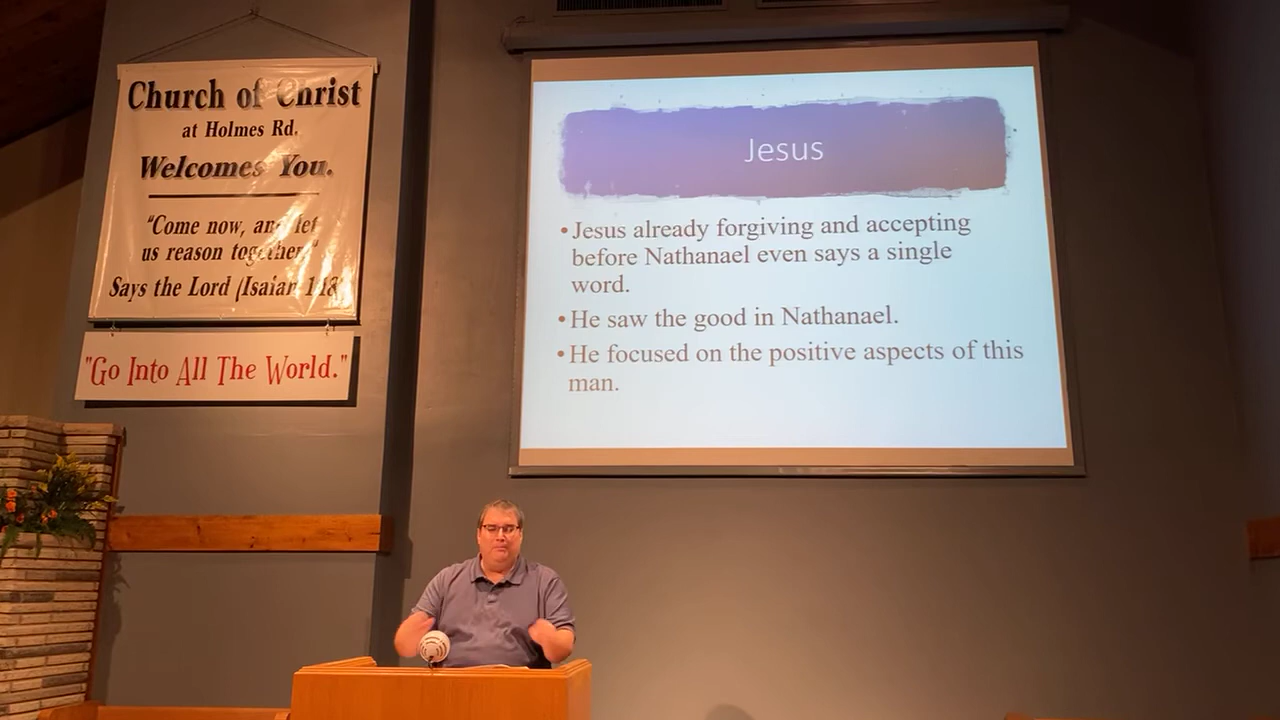 Church of Christ
at Holmes Rd.
Welcomes You.
"Come now, and let
us reason together,"
Says the Lord (Isaiah 1:18)
"Go Into All The World."
Jesus
•Jesus already forgiving and accepting
before Nathanael even says a single
word.
•He saw the good in Nathanael.
•He focused on the positive aspects of this
man.